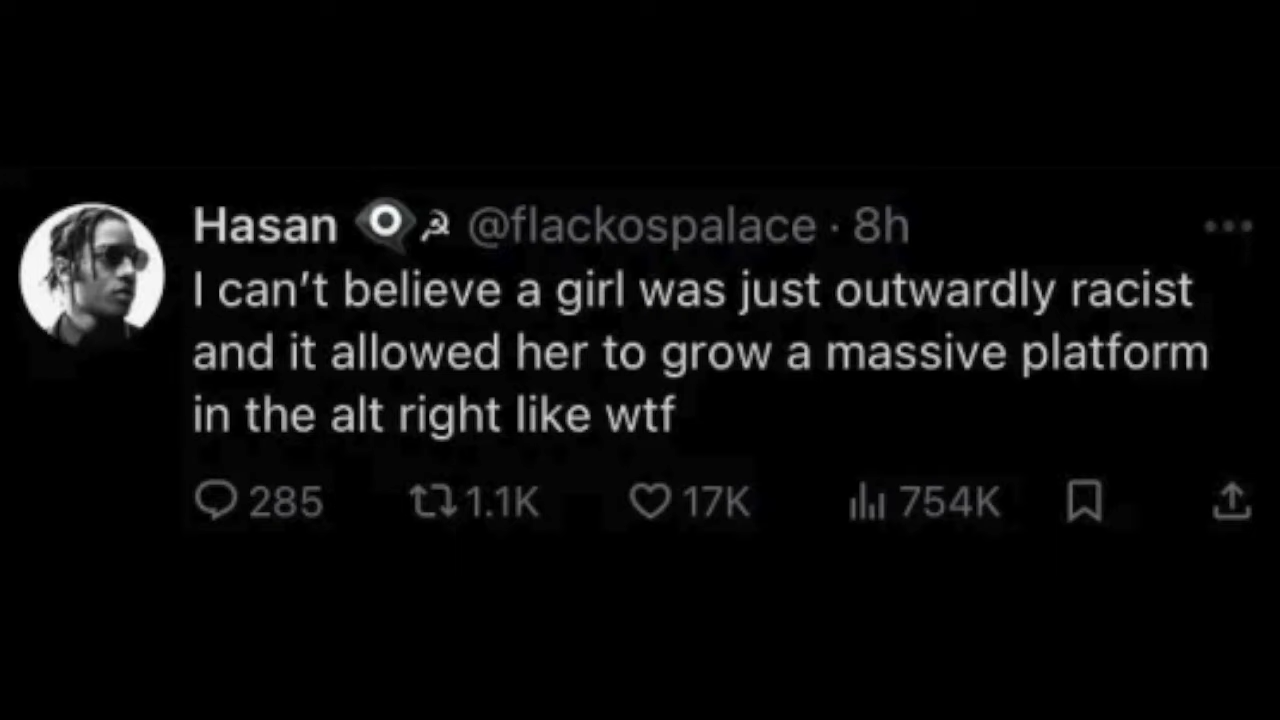 Hasan 👁️‍🗨️☭ @flackospalace · 8h
I can’t believe a girl was just outwardly racist
and it allowed her to grow a massive platform
in the alt right like wtf
285 1.1K 17K 754K